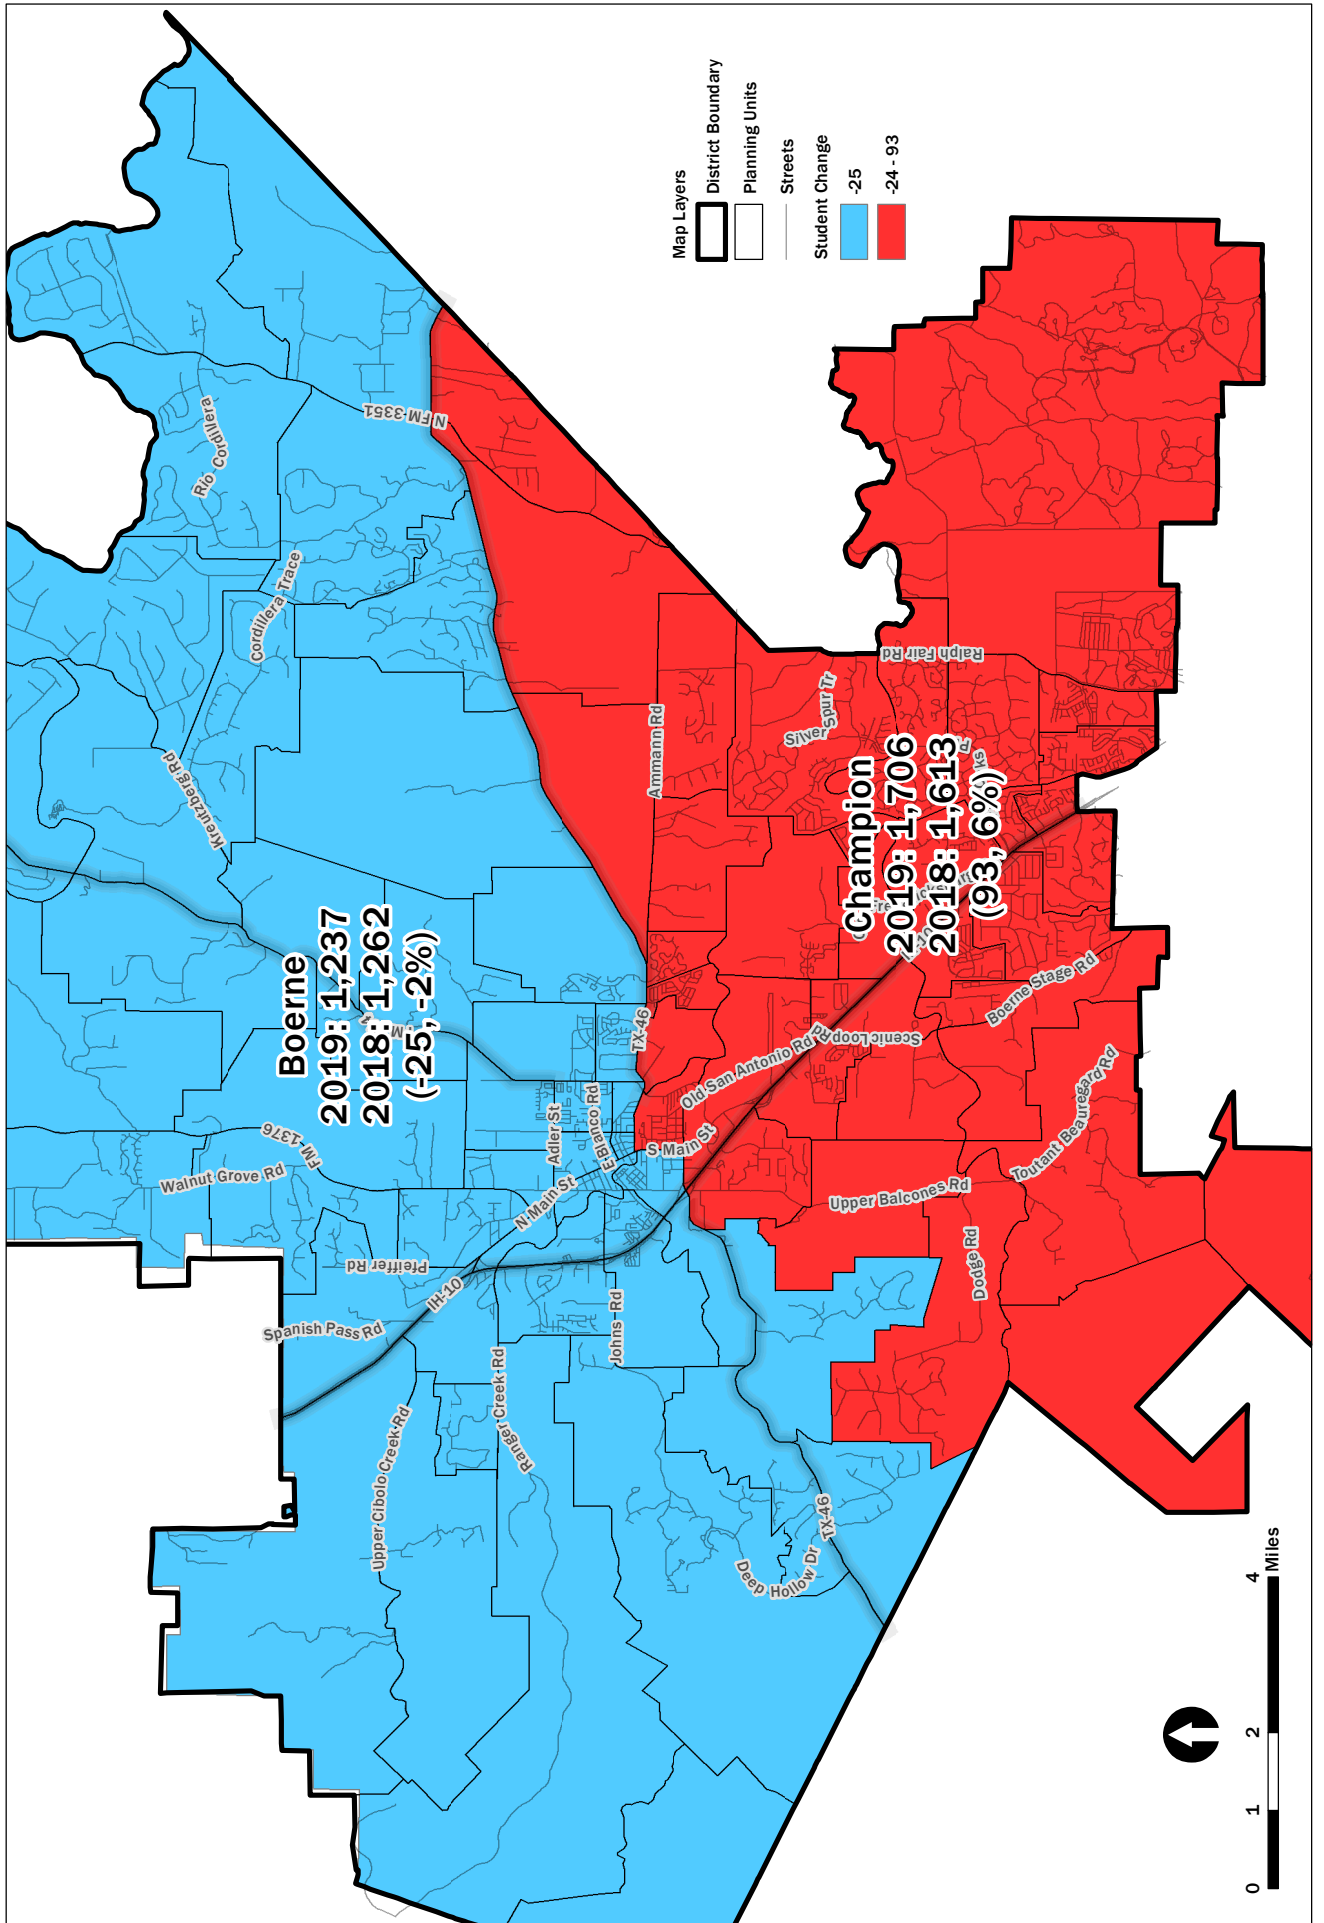 Map Layers
District Boundary
Planning Units
Streets
Student Change
-25
-24 - 93
Boerne
2019: 1,237
2018: 1,262
(-25, -2%)
Champion
2019: 1,706
2018: 1,613
(93, 6%)
Rio Cordillera
N FM 3351
Cordillera Trace
Kreutzberg Rd
Ammann Rd
Silver Spur Tr
Ralph Fair Rd
TX-46
Old San Antonio Rd
Scenic Loop Rd
Boerne Stage Rd
Toutant Beauregard Rd
Adler St
E Blanco Rd
S Main St
N Main St
FM 1376
Walnut Grove Rd
Pfeiffer Rd
IH-10
Spanish Pass Rd
Johns Rd
Ranger Creek Rd
Upper Cibolo Creek Rd
Upper Balcones Rd
Dodge Rd
Deep Hollow Dr
TX-46
0 1 2 4
Miles